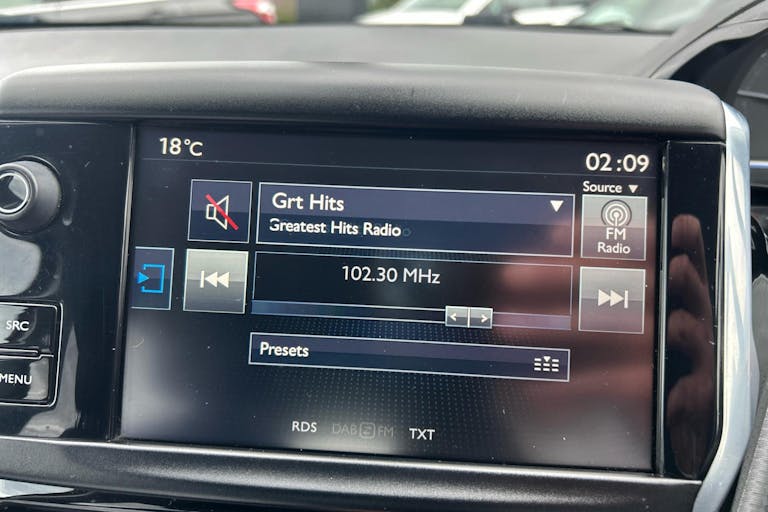 18°C
02:09
Source ▼
Grt Hits
Greatest Hits Radio
FM
Radio
102.30 MHz
SRC
Presets
MENU
RDS
DAB FM
TXT